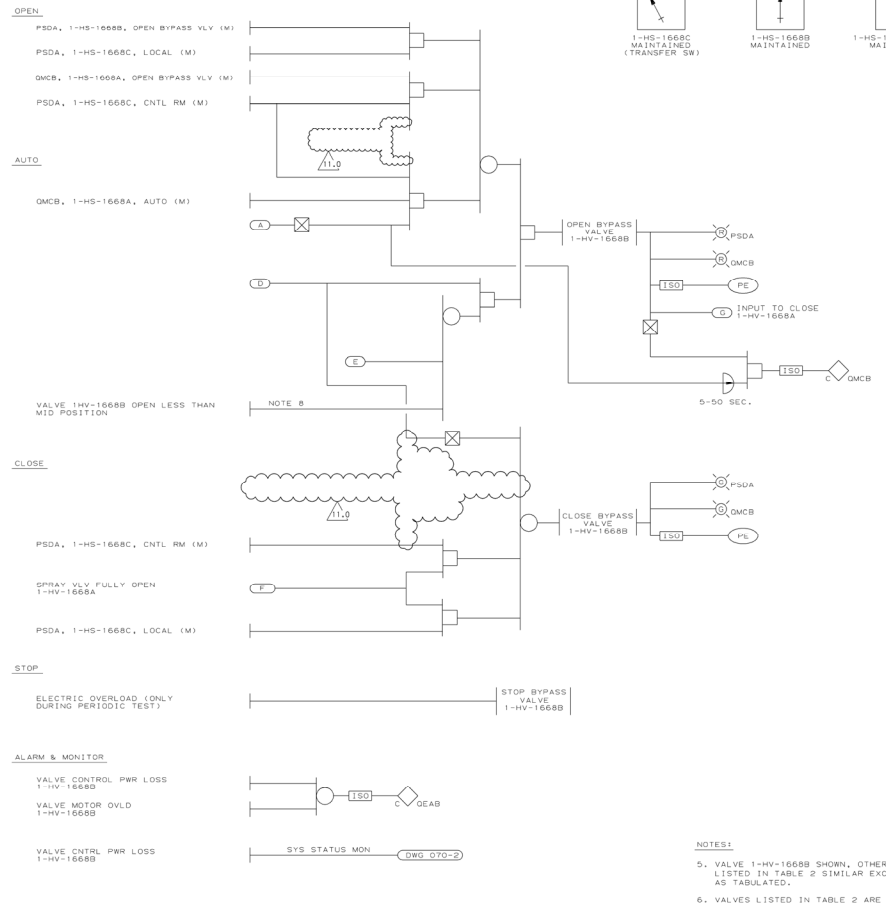 OPEN
PSDA, 1-HS-1668B, OPEN BYPASS VLV (M)
PSDA, 1-HS-1668C, LOCAL (M)
QMCB, 1-HS-1668A, OPEN BYPASS VLV (M)
PSDA, 1-HS-1668C, CNTL RM (M)
11.0
1-HS-1668C
MAINTAINED
(TRANSFER SW)
1-HS-1668B
MAINTAINED
AUTO
QMCB, 1-HS-1668A, AUTO (M)
A
OPEN BYPASS
VALVE
1-HV-1668B
R PSDA
R QMCB
ISO PE
G INPUT TO CLOSE
1-HV-1668A
D
E
ISO
C QMCB
5-50 SEC.
VALVE 1HV-1668B OPEN LESS THAN
MID POSITION
NOTE 8
CLOSE
11.0
CLOSE BYPASS
VALVE
1-HV-1668B
G PSDA
G QMCB
ISO PE
PSDA, 1-HS-1668C, CNTL RM (M)
SPRAY VLV FULLY OPEN
1-HV-1668A
F
PSDA, 1-HS-1668C, LOCAL (M)
STOP
ELECTRIC OVERLOAD (ONLY
DURING PERIODIC TEST)
STOP BYPASS
VALVE
1-HV-1668B
ALARM & MONITOR
VALVE CONTROL PWR LOSS
1-HV-1668B
ISO
C QEAB
VALVE MOTOR OVLD
1-HV-1668B
VALVE CNTRL PWR LOSS
1-HV-1668B
SYS STATUS MON
DWG 070-2
NOTES:
5. VALVE 1-HV-1668B SHOWN, OTHER
LISTED IN TABLE 2 SIMILAR EXC
AS TABULATED.
6. VALVES LISTED IN TABLE 2 ARE